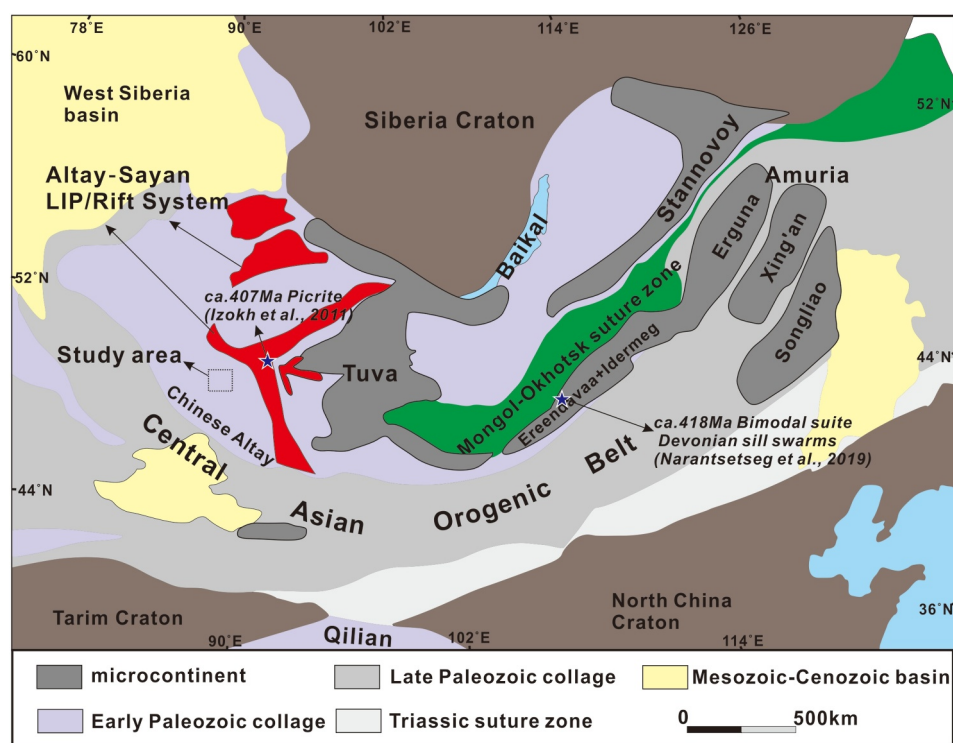 78°E
90°E
102°E
114°E
126°E
60°N
West Siberia
basin
Siberia Craton
52°N
Altay-Sayan
LIP/Rift System
Stannovoy
Amuria
Baikal
Erguna
Xing'an
52°N
ca.407Ma Picrite
(Izokh et al., 2011)
Songliao
Mongol-Okhotsk suture zone
Study area
Tuva
Ereendavaa+Idermeg
44°N
Chinese Altay
ca.418Ma Bimodal suite
Devonian sill swarms
(Narantsetseg et al., 2019)
Central
Asian
Orogenic
Belt
44°N
Tarim Craton
North China
Craton
36°N
90°E
Qilian
102°E
114°E
microcontinent
Late Paleozoic collage
Mesozoic-Cenozoic basin
Early Paleozoic collage
Triassic suture zone
0
500km